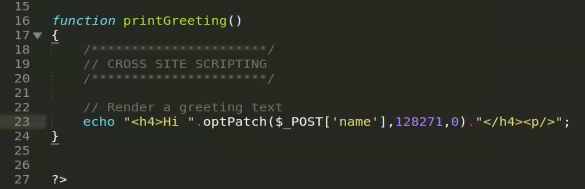 15
16 function printGreeting()
17 {
18 /**********************/
19 // CROSS SITE SCRIPTING
20 /**********************/
21
22 // Render a greeting text
23 echo "<h4>Hi ".optPatch($_POST['name'],128271,0)."</h4><p/>";
24 }
25
26
27 ?>